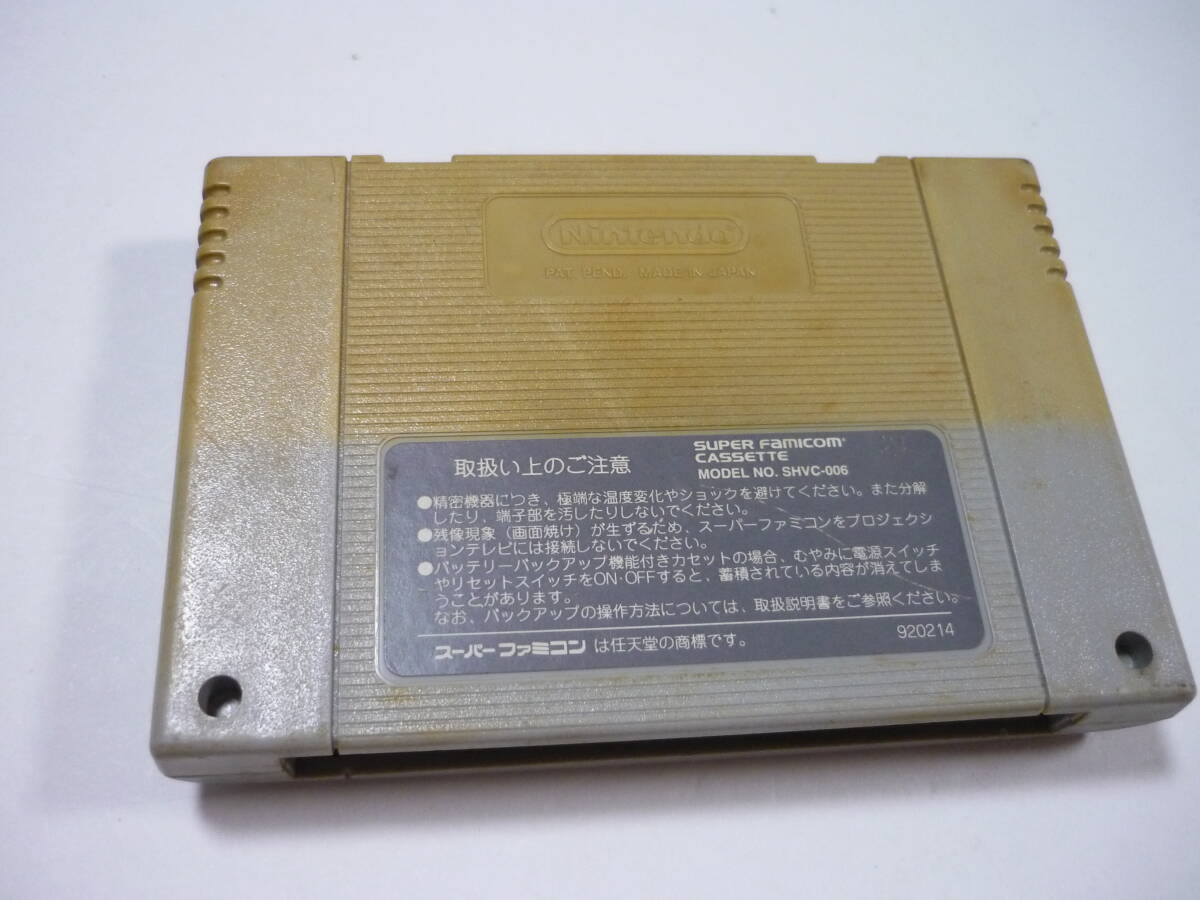 Nintendo
PAT. PEND. MADE IN JAPAN
取扱い上のご注意
SUPER FAMICOM
CASSETTE
MODEL NO. SHVC-006
●精密機器につき、極端な温度変化やショックを避けてください。また分解
したり、端子部を汚したりしないでください。
●残像現象(画面焼け)が生ずるため、スーパーファミコンをプロジェクシ
ョンテレビには接続しないでください。
●バッテリーバックアップ機能付きカセットの場合、むやみに電源スイッチ
やリセットスイッチをON・OFFすると、蓄積されている内容が消えてしま
うことがあります。
なお、バックアップの操作方法については、取扱説明書をご参照ください。
スーパーファミコン は任天堂の商標です。
920214